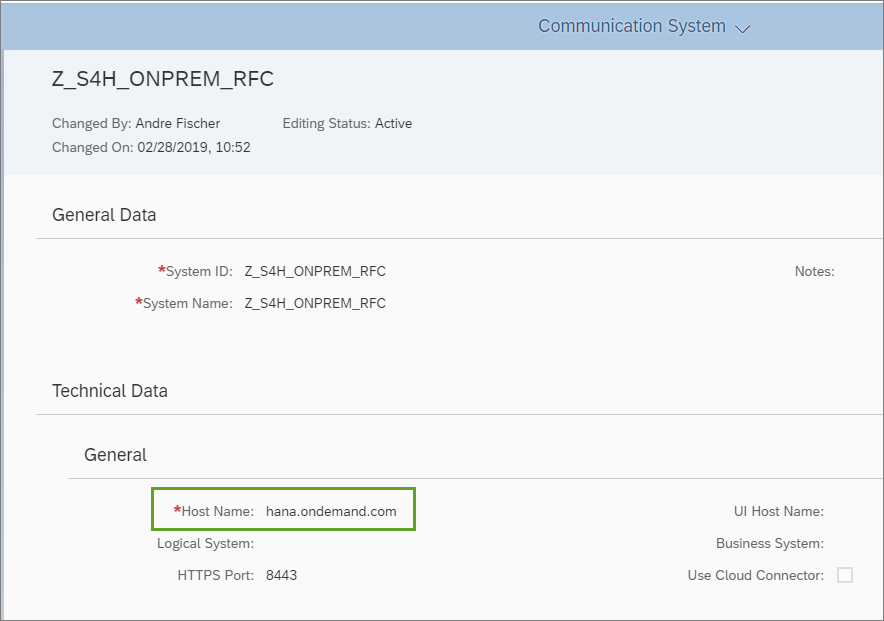 Communication System
Z_S4H_ONPREM_RFC
Changed By: Andre Fischer Editing Status: Active
Changed On: 02/28/2019, 10:52
General Data
*System ID: Z_S4H_ONPREM_RFC Notes:
*System Name: Z_S4H_ONPREM_RFC
Technical Data
General
*Host Name: hana.ondemand.com UI Host Name:
Logical System: Business System:
HTTPS Port: 8443 Use Cloud Connector: